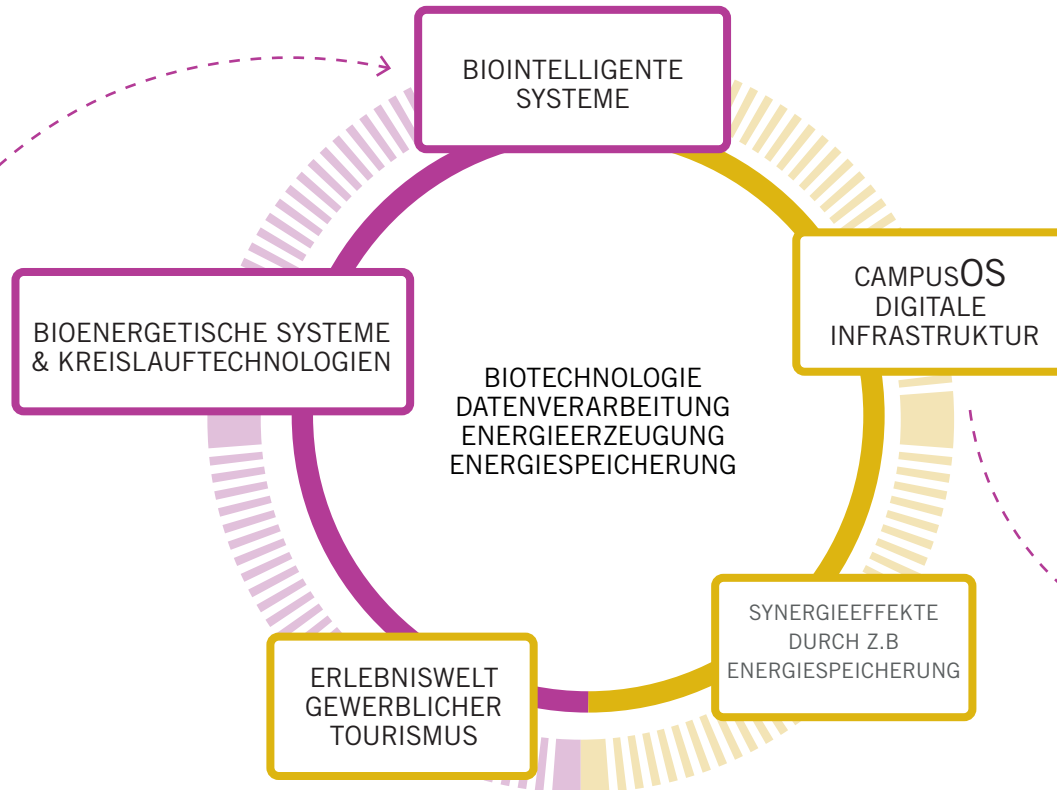 BIOINTELLIGENTE
SYSTEME
CAMPUSOS
DIGITALE
INFRASTRUKTUR
BIOENERGETISCHE SYSTEME
& KREISLAUFTECHNOLOGIEN
BIOTECHNOLOGIE
DATENVERARBEITUNG
ENERGIEERZEUGUNG
ENERGIESPEICHERUNG
SYNERGIEEFFEKTE
DURCH Z.B
ENERGIESPEICHERUNG
ERLEBNISWELT
GEWERBLICHER
TOURISMUS